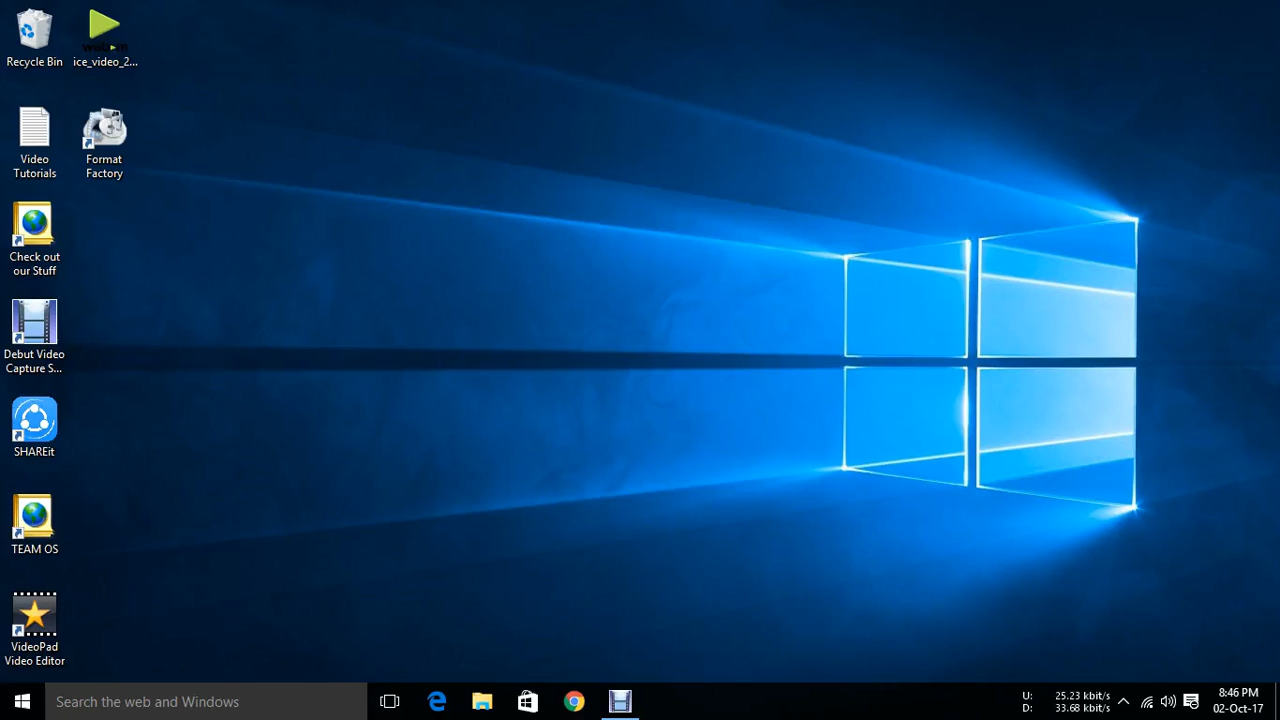 Recycle Bin
ice_video_2...
Video
Tutorials
Format
Factory
Check out
our Stuff
Debut Video
Capture S...
SHAREit
TEAM OS
VideoPad
Video Editor
Search the web and Windows
U: 25.23 kbit/s
D: 33.68 kbit/s
8:46 PM
02-Oct-17